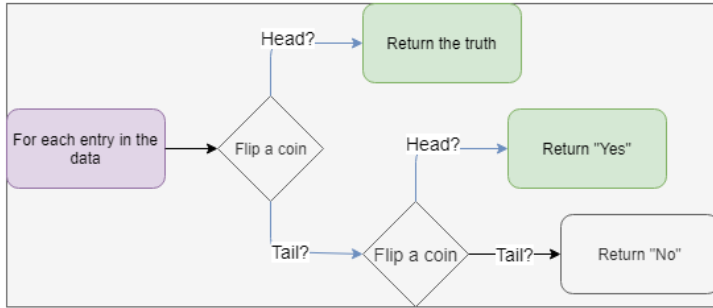 Head?
Return the truth
For each entry in the
data
Flip a coin
Head?
Return "Yes"
Tail?
Flip a coin
Tail?
Return "No"